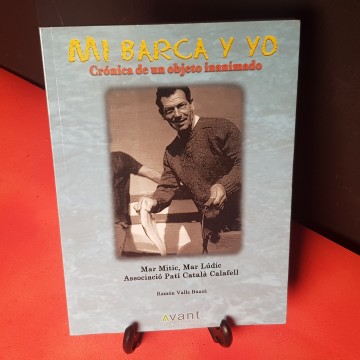 MI BARCA Y YO
Crónica de un objeto inanimado
Mar Mític, Mar Lúdic
Associació Patí Català Calafell
Ramón Valls Bausà
avant